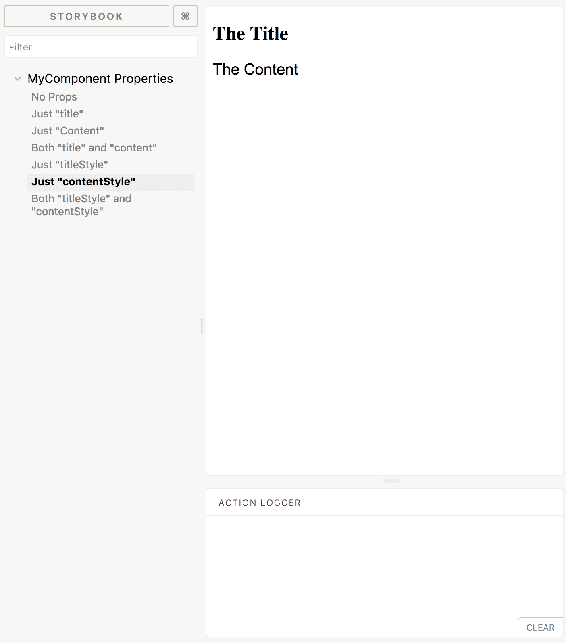 STORYBOOK
⌘
Filter
MyComponent Properties
No Props
Just "title"
Just "Content"
Both "title" and "content"
Just "titleStyle"
Just "contentStyle"
Both "titleStyle" and
"contentStyle"
The Title
The Content
ACTION LOGGER
CLEAR